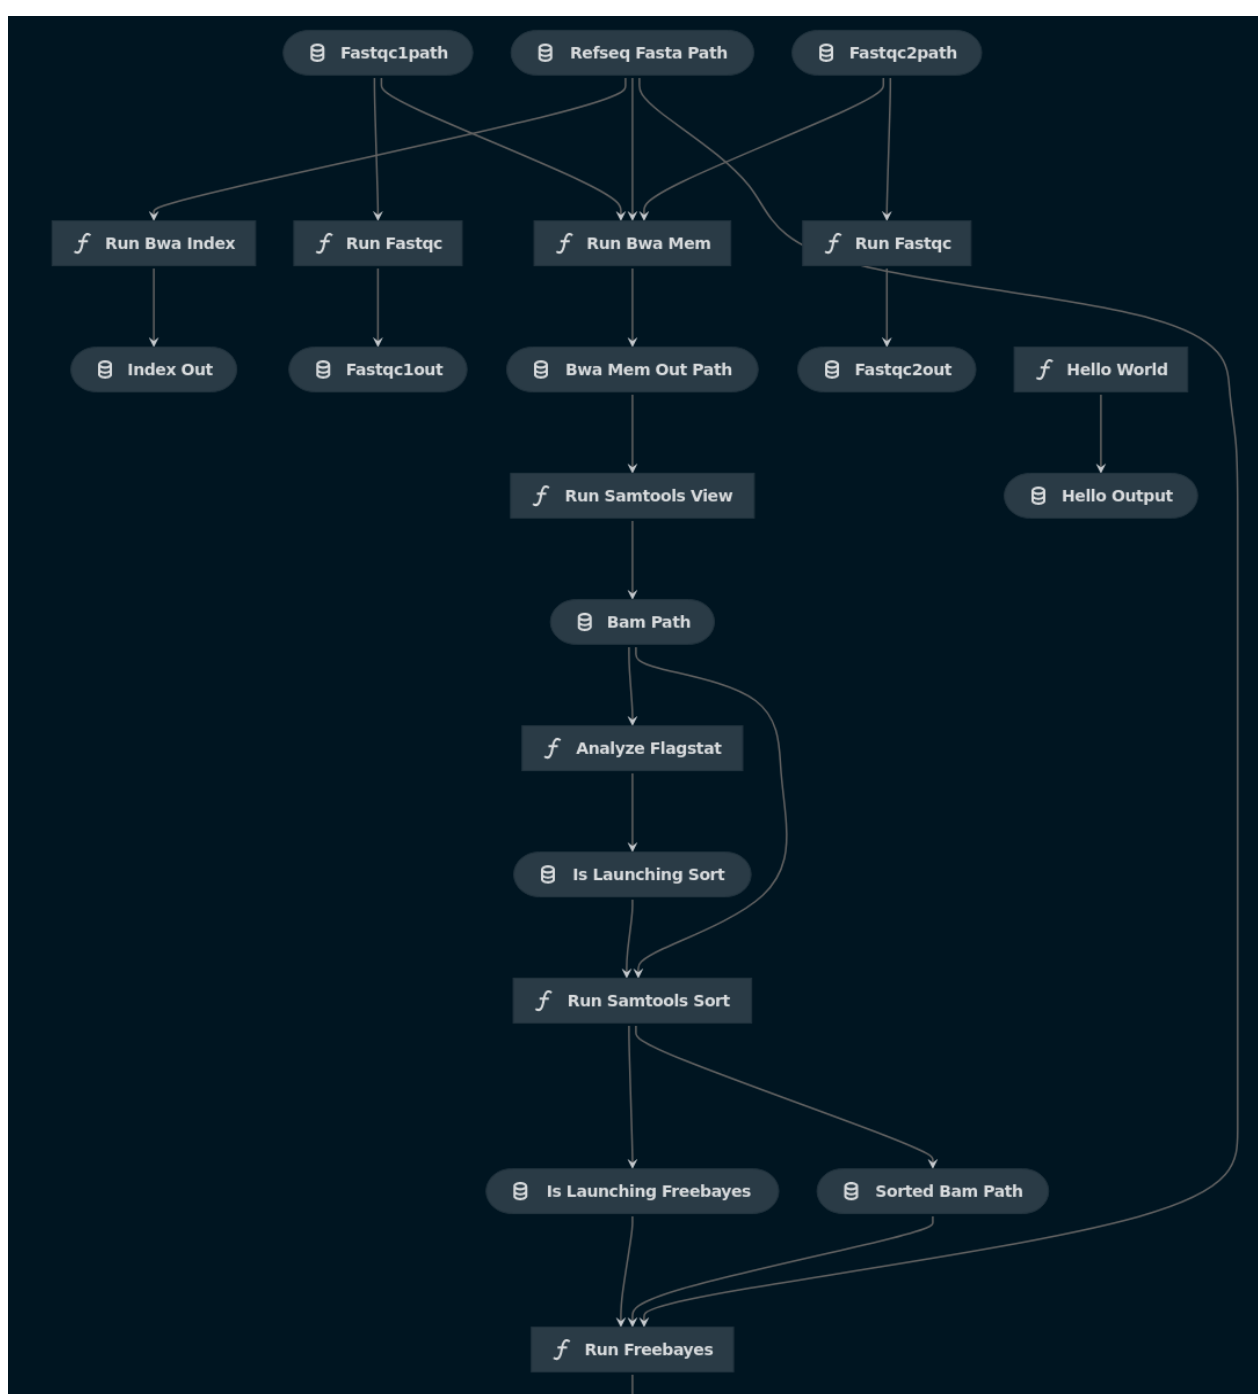 Fastqc1path
Refseq Fasta Path
Fastqc2path
Run Bwa Index
Run Fastqc
Run Bwa Mem
Run Fastqc
Index Out
Fastqc1out
Bwa Mem Out Path
Fastqc2out
Hello World
Run Samtools View
Hello Output
Bam Path
Analyze Flagstat
Is Launching Sort
Run Samtools Sort
Is Launching Freebayes
Sorted Bam Path
Run Freebayes